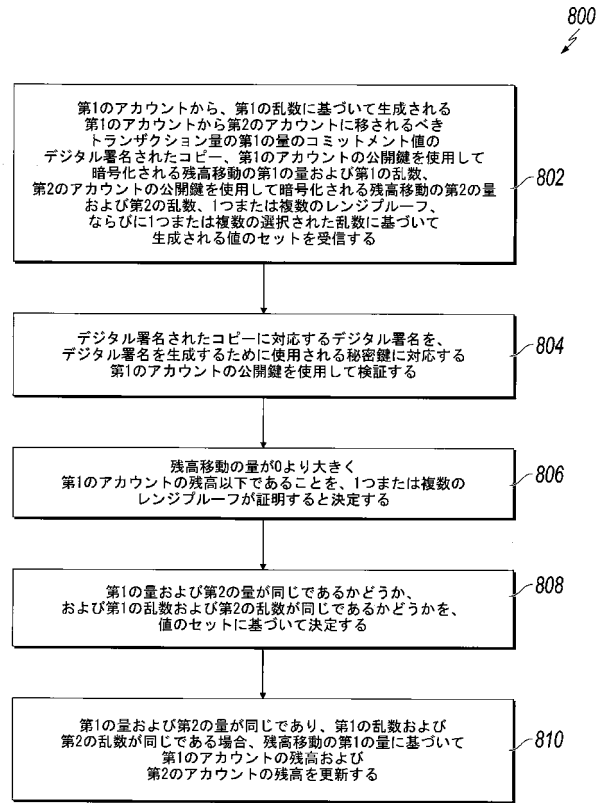 800
第1のアカウントから、第1の乱数に基づいて生成される
第1のアカウントから第2のアカウントに移されるべき
トランザクション量の第1の量のコミットメント値の
デジタル署名されたコピー、第1のアカウントの公開鍵を使用して
暗号化される残高移動の第1の量および第1の乱数、
第2のアカウントの公開鍵を使用して暗号化される残高移動の第2の量
および第2の乱数、1つまたは複数のレンジプルーフ、
ならびに1つまたは複数の選択された乱数に基づいて
生成される値のセットを受信する
802
デジタル署名されたコピーに対応するデジタル署名を、
デジタル署名を生成するために使用される秘密鍵に対応する
第1のアカウントの公開鍵を使用して検証する
804
残高移動の量が0より大きく
第1のアカウントの残高以下であることを、1つまたは複数の
レンジプルーフが証明すると決定する
806
第1の量および第2の量が同じであるかどうか、
および第1の乱数および第2の乱数が同じであるかどうかを、
値のセットに基づいて決定する
808
第1の量および第2の量が同じであり、第1の乱数および
第2の乱数が同じである場合、残高移動の第1の量に基づいて
第1のアカウントの残高および
第2のアカウントの残高を更新する
810